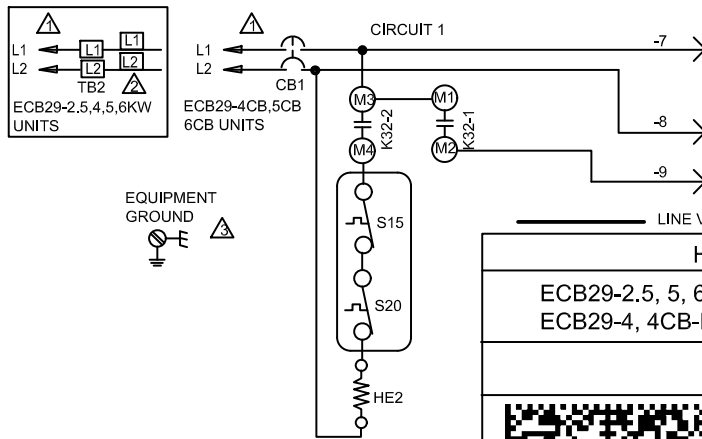 1
L1 L1 L1
L2 L2 L2
TB2 2
ECB29-2.5,4,5,6KW
UNITS
1
L1
L2
CB1
ECB29-4CB,5CB
6CB UNITS
CIRCUIT 1
-7
-8
-9
M3
M1
K32-2
K32-1
M4
M2
S15
S20
HE2
EQUIPMENT
GROUND
3
LINE V
H
ECB29-2.5, 5, 6
ECB29-4, 4CB-